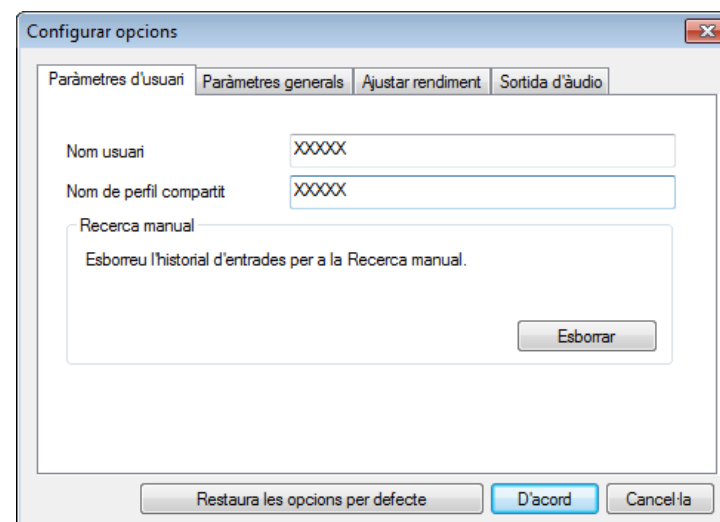 Configurar opcions
Paràmetres d'usuari Paràmetres generals Ajustar rendiment Sortida d'àudio
Nom usuari XXXXX
Nom de perfil compartit XXXXX
Recerca manual
Esborreu l'historial d'entrades per a la Recerca manual.
Esborrar
Restaura les opcions per defecte D'acord Cancel·la